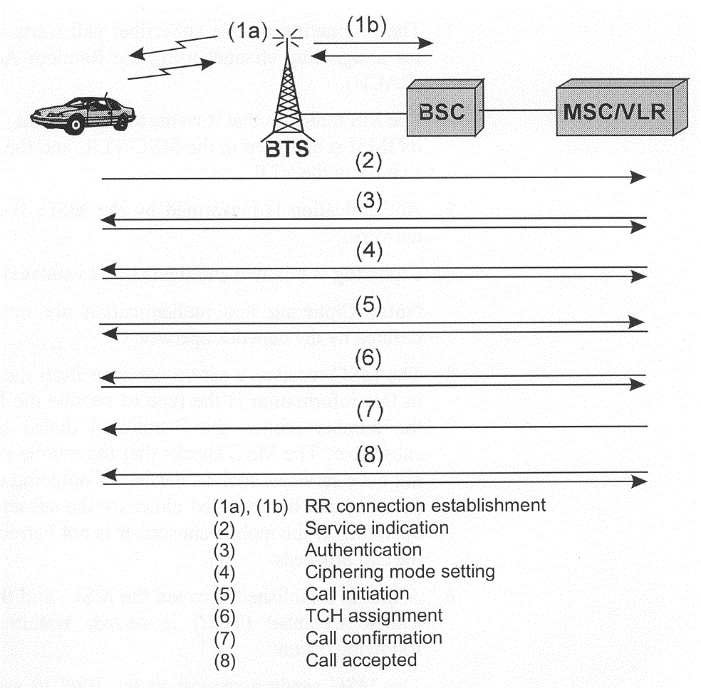 (1a) (1b)
BSC MSC/VLR
BTS
(2)
(3)
(4)
(5)
(6)
(7)
(8)
(1a), (1b) RR connection establishment
(2) Service indication
(3) Authentication
(4) Ciphering mode setting
(5) Call initiation
(6) TCH assignment
(7) Call confirmation
(8) Call accepted